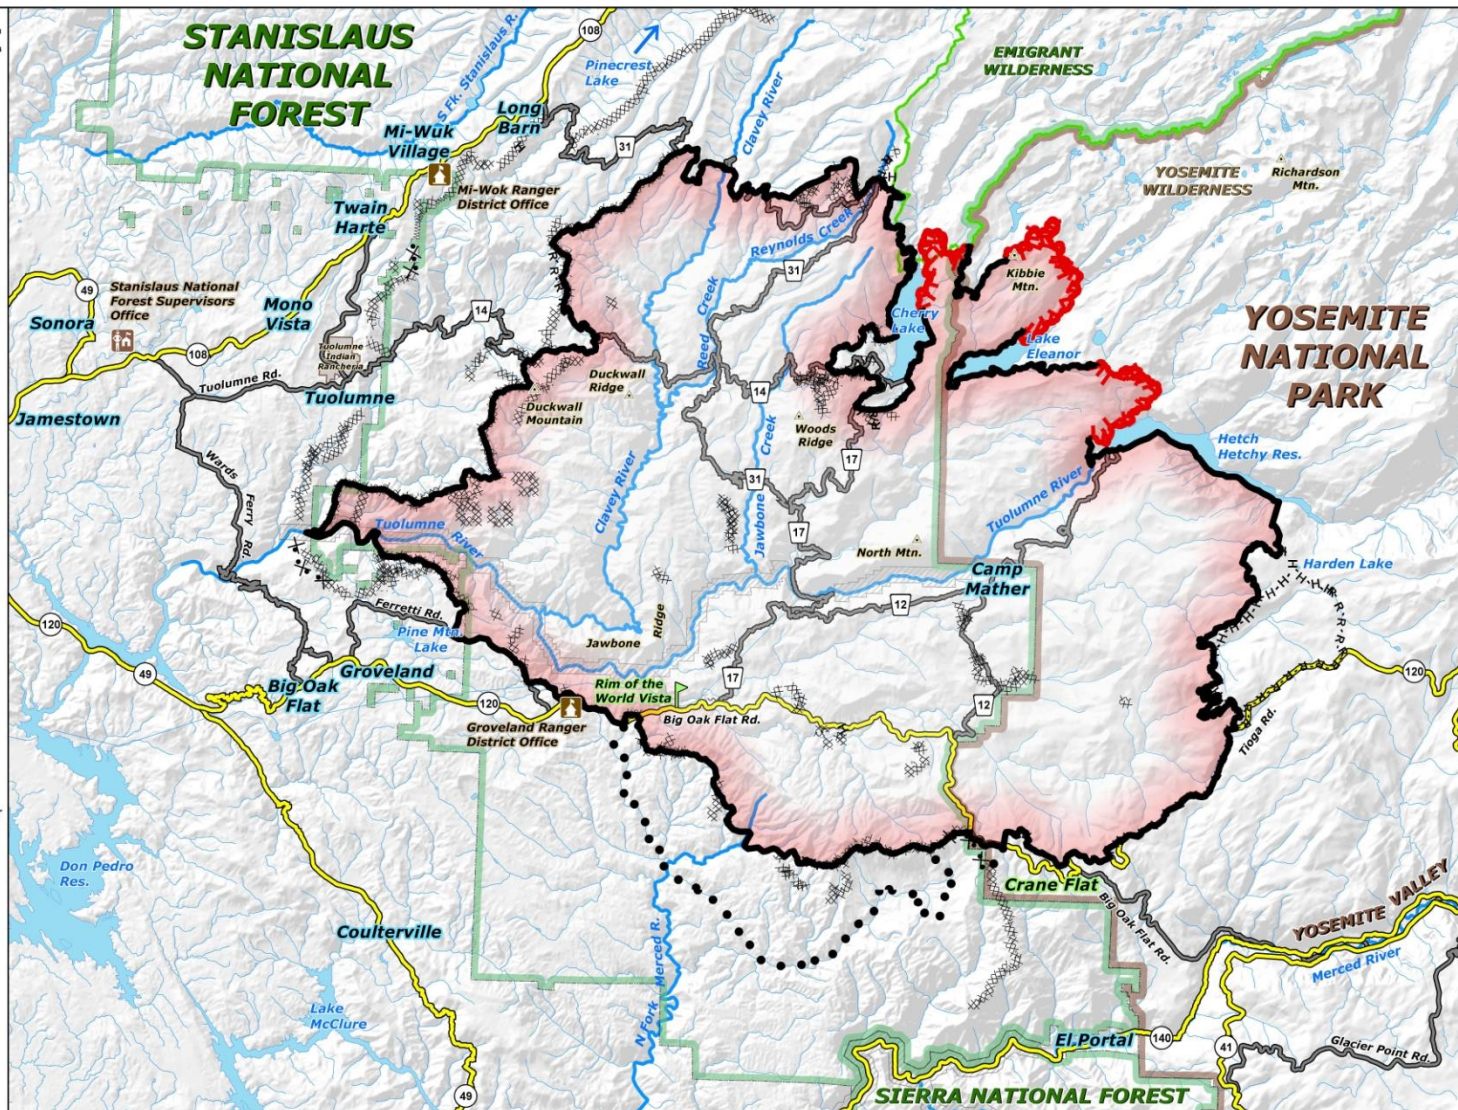 STANISLAUS
NATIONAL
FOREST
S Fk. Stanislaus R.
108
Pinecrest
Lake
Clavey River
EMIGRANT
WILDERNESS
Long
Barn
Mi-Wuk
Village
31
Mi-Wok Ranger
District Office
YOSEMITE
WILDERNESS
Richardson
Mtn.
Twain
Harte
Reynolds Creek
31
Kibbie
Mtn.
49
Stanislaus National
Forest Supervisors
Office
Mono
Vista
14
Reed Creek
Cherry
Lake
Lake
Eleanor
YOSEMITE
NATIONAL
PARK
Sonora
108
Tuolumne
Indian
Rancheria
Tuolumne Rd.
Tuolumne
Duckwall
Ridge
Duckwall
Mountain
14
Jamestown
Woods
Ridge
Hetch
Hetchy Res.
Wards
Ferry
Rd.
17
31
Jawbone Creek
Clavey River
Tuolumne River
Tuolumne
River
17
North Mtn.
Camp
Mather
Harden Lake
H-H-H-H
H-H-H
R-R-R-R
R-R
R
120
Ferretti Rd.
12
Pine Mtn.
Lake
Jawbone
Ridge
49
Groveland
Big Oak
Flat
120
Rim of the
World Vista
17
Big Oak Flat Rd.
12
120
Groveland Ranger
District Office
Tioga Rd.
Don Pedro
Res.
Crane Flat
Big Oak Flat Rd.
YOSEMITE VALLEY
Merced River
Coulterville
N Fork Merced R.
Lake
McClure
El Portal
140
41
Glacier Point Rd.
49
SIERRA NATIONAL FOREST